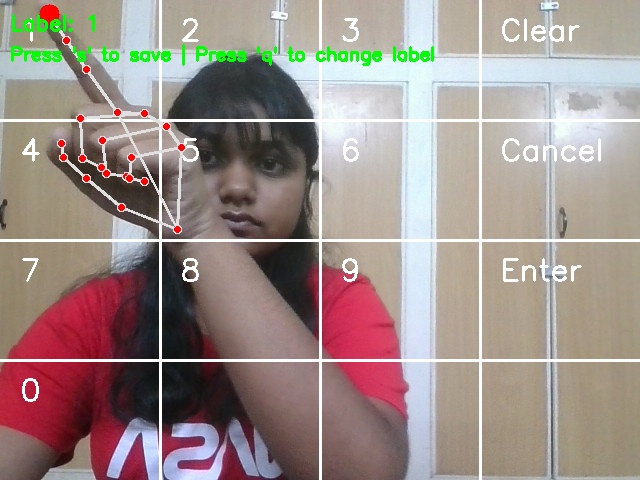 Label: 1
Press 's' to save | Press 'q' to change label
1 2 3 Clear
4 5 6 Cancel
7 8 9 Enter
0
NASA